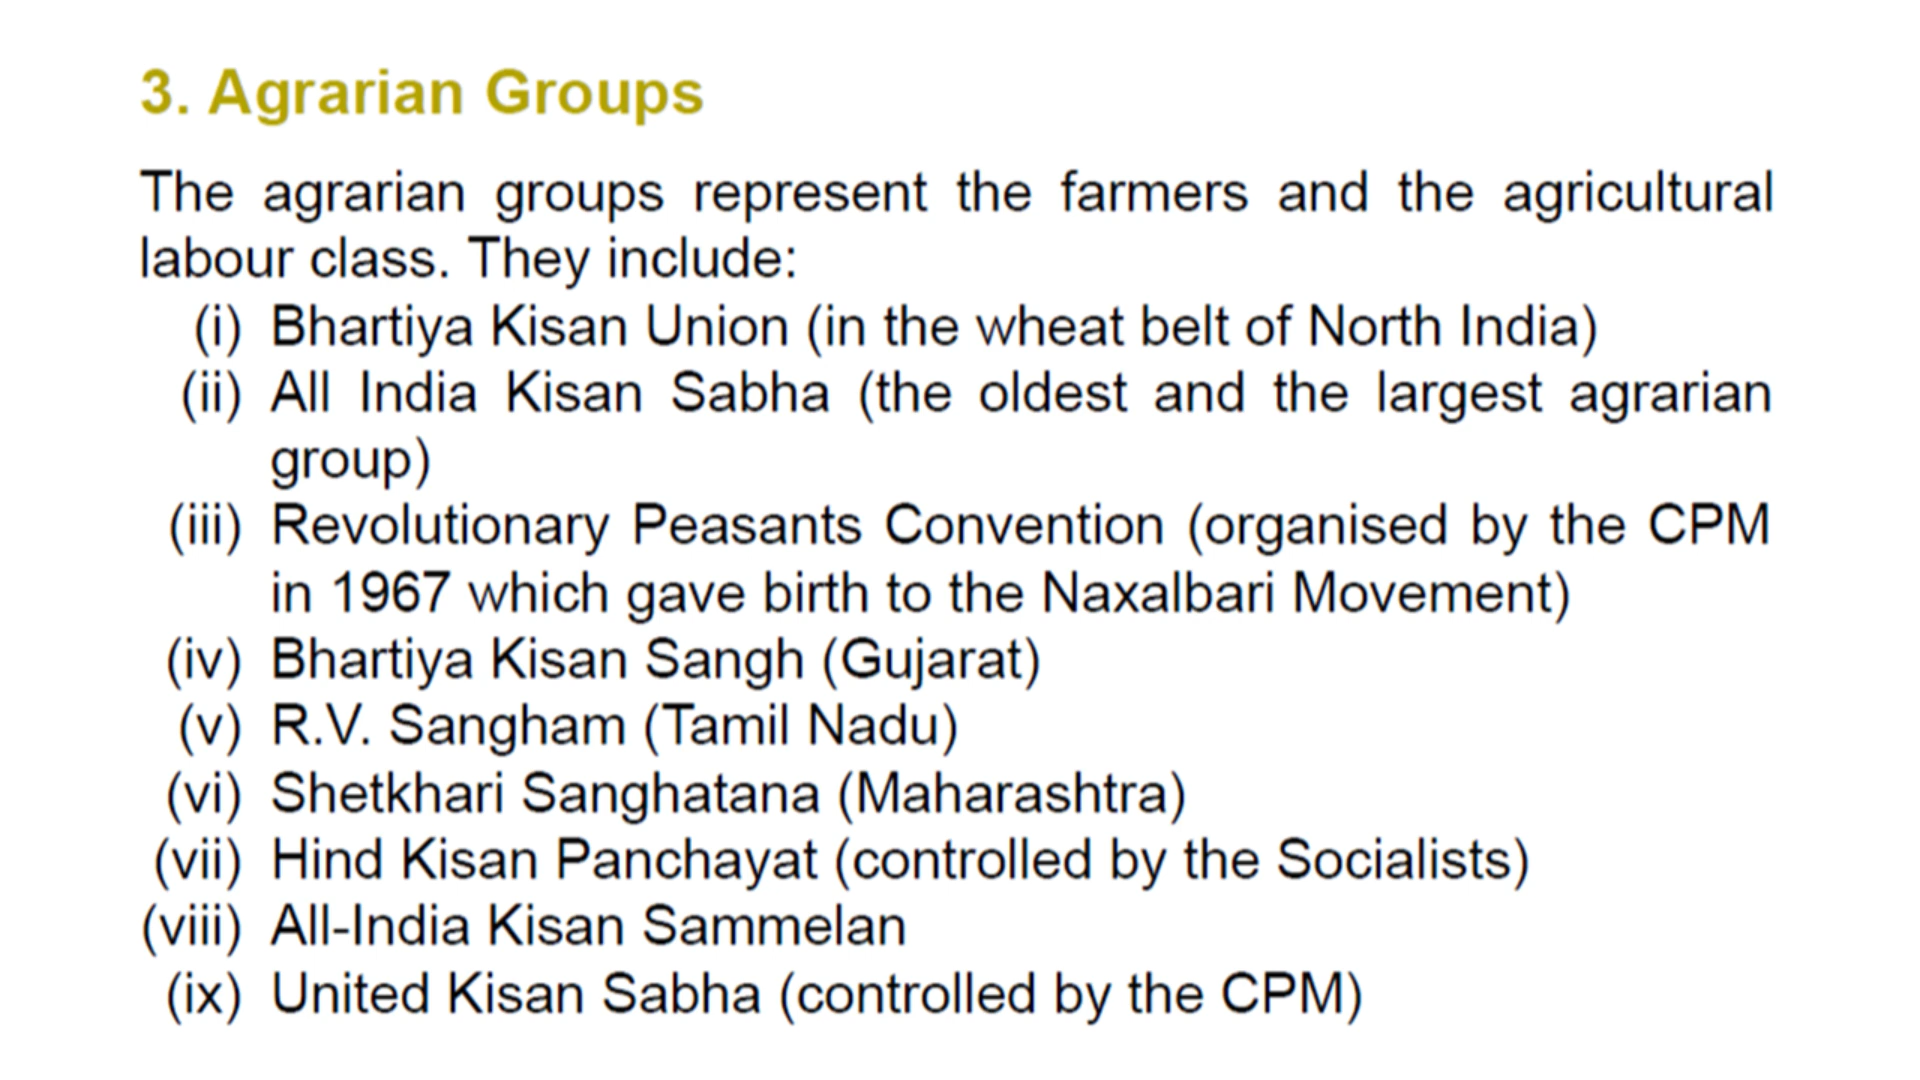 3. Agrarian Groups
The agrarian groups represent the farmers and the agricultural
labour class. They include:
(i) Bhartiya Kisan Union (in the wheat belt of North India)
(ii) All India Kisan Sabha (the oldest and the largest agrarian
group)
(iii) Revolutionary Peasants Convention (organised by the CPM
in 1967 which gave birth to the Naxalbari Movement)
(iv) Bhartiya Kisan Sangh (Gujarat)
(v) R.V. Sangham (Tamil Nadu)
(vi) Shetkhari Sanghatana (Maharashtra)
(vii) Hind Kisan Panchayat (controlled by the Socialists)
(viii) All-India Kisan Sammelan
(ix) United Kisan Sabha (controlled by the CPM)